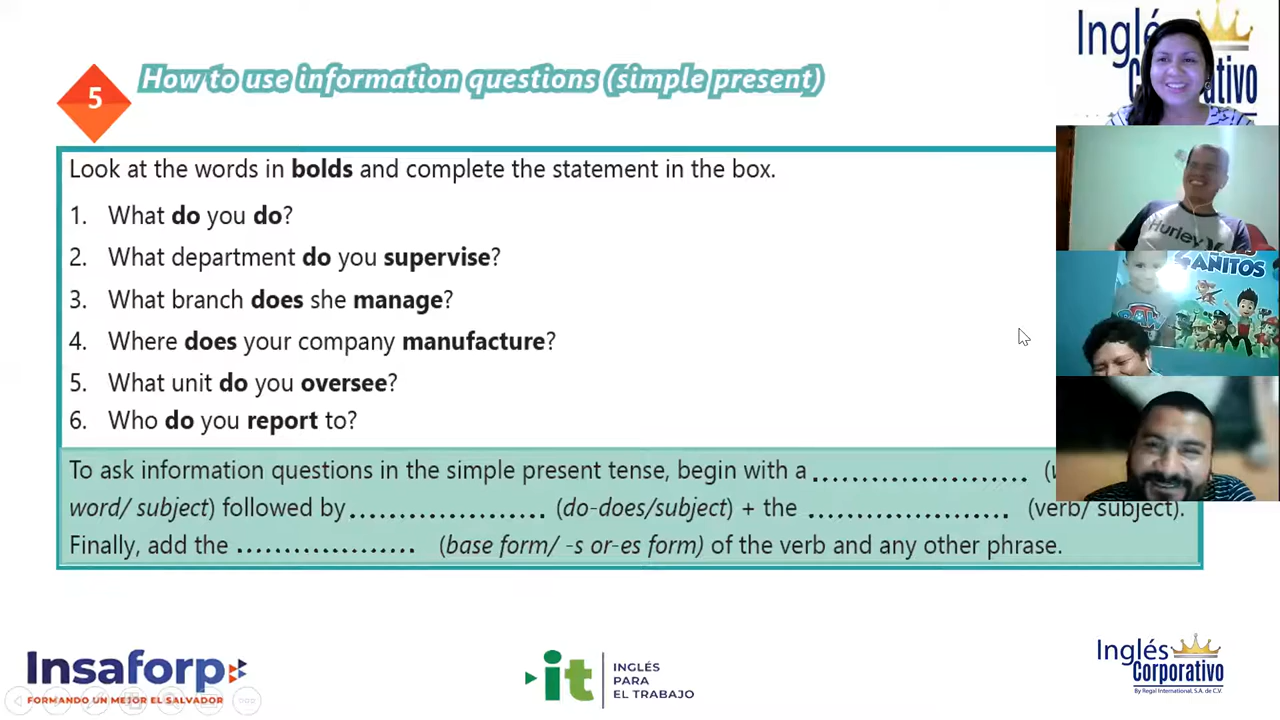 5
How to use information questions (simple present)
Look at the words in bolds and complete the statement in the box.
1. What do you do?
2. What department do you supervise?
3. What branch does she manage?
4. Where does your company manufacture?
5. What unit do you oversee?
6. Who do you report to?
To ask information questions in the simple present tense, begin with a ........................... (
word/ subject) followed by......................... (do-does/subject) + the ......................... (verb/ subject).
Finally, add the ....................... (base form/ -s or-es form) of the verb and any other phrase.
Inglés
Corporativo
Hurley
AÑITOS
PAW
Insaforp
FORMANDO UN MEJOR EL SALVADOR
it
INGLÉS
PARA
EL TRABAJO
Inglés
Corporativo
By Regal International, S.A. de C.V.